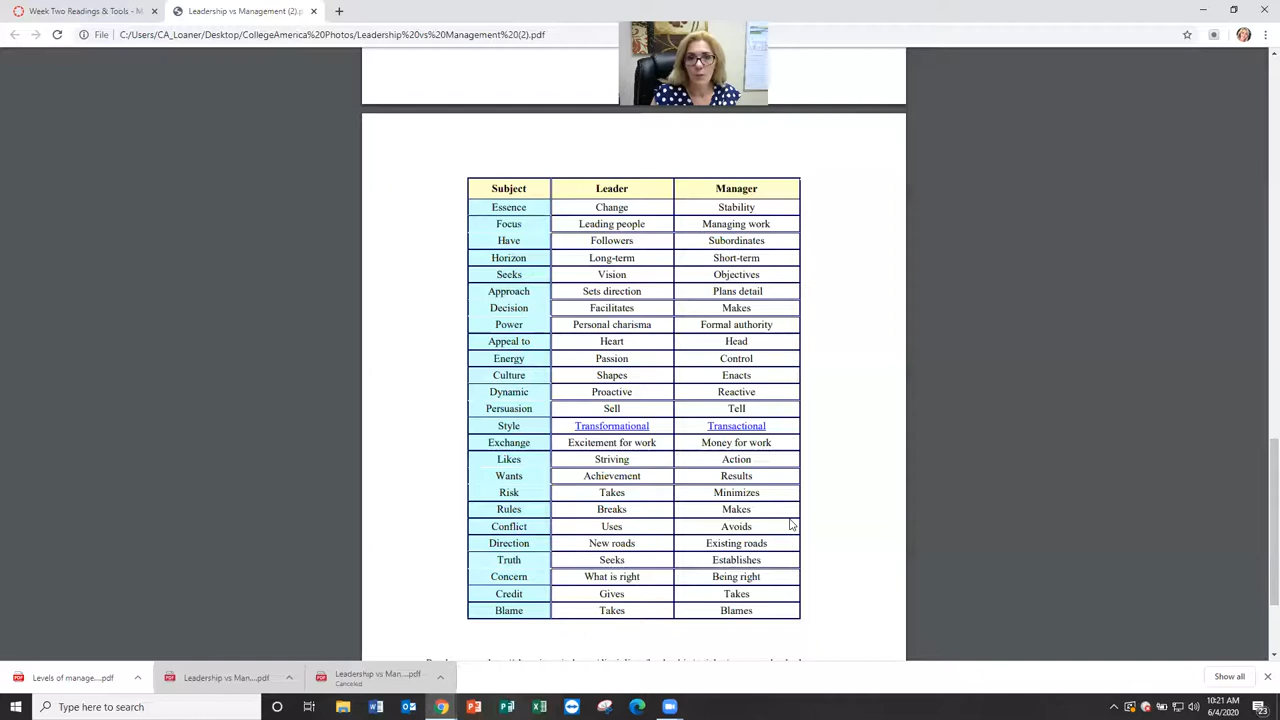 Week Two Readings & Tools - M
Leadership vs Management (2).p
File
C:/Users/CA_Loaner/Desktop/CollegeAmerica%20Photos/Leadership%20vs%20Management%20(2).pdf
Subject Leader Manager
Essence Change Stability
Focus Leading people Managing work
Have Followers Subordinates
Horizon Long-term Short-term
Seeks Vision Objectives
Approach Sets direction Plans detail
Decision Facilitates Makes
Power Personal charisma Formal authority
Appeal to Heart Head
Energy Passion Control
Culture Shapes Enacts
Dynamic Proactive Reactive
Persuasion Sell Tell
Style Transformational Transactional
Exchange Excitement for work Money for work
Likes Striving Action
Wants Achievement Results
Risk Takes Minimizes
Rules Breaks Makes
Conflict Uses Avoids
Direction New roads Existing roads
Truth Seeks Establishes
Concern What is right Being right
Credit Gives Takes
Blame Takes Blames
Levels of manage....pdf
Leadership vs Man....pdf
Leadership vs Man....pdf
Canceled
Show all
Type here to search
10:21 AM
6/4/2020